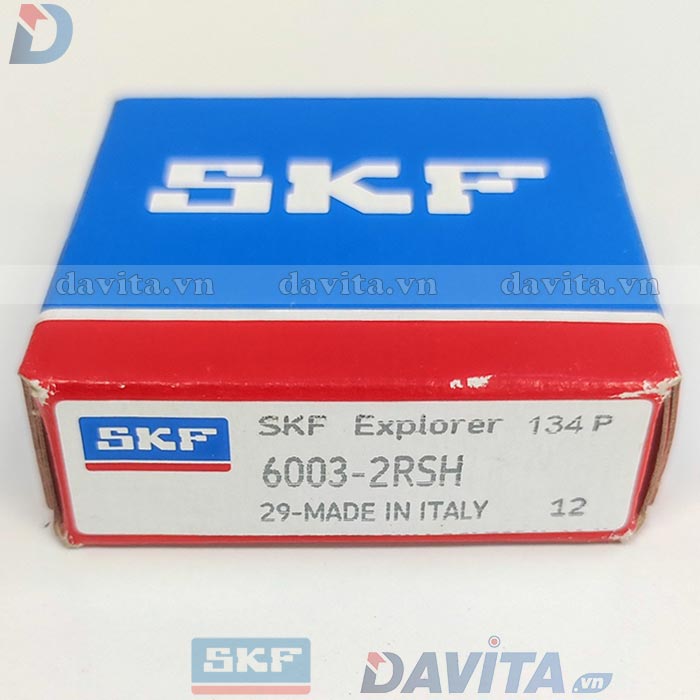 D
SKF
davita.vn davita.vn davita.vn
SKF
SKF Explorer 134 P
6003-2RSH
29-MADE IN ITALY 12
SKF DAVITA.vn